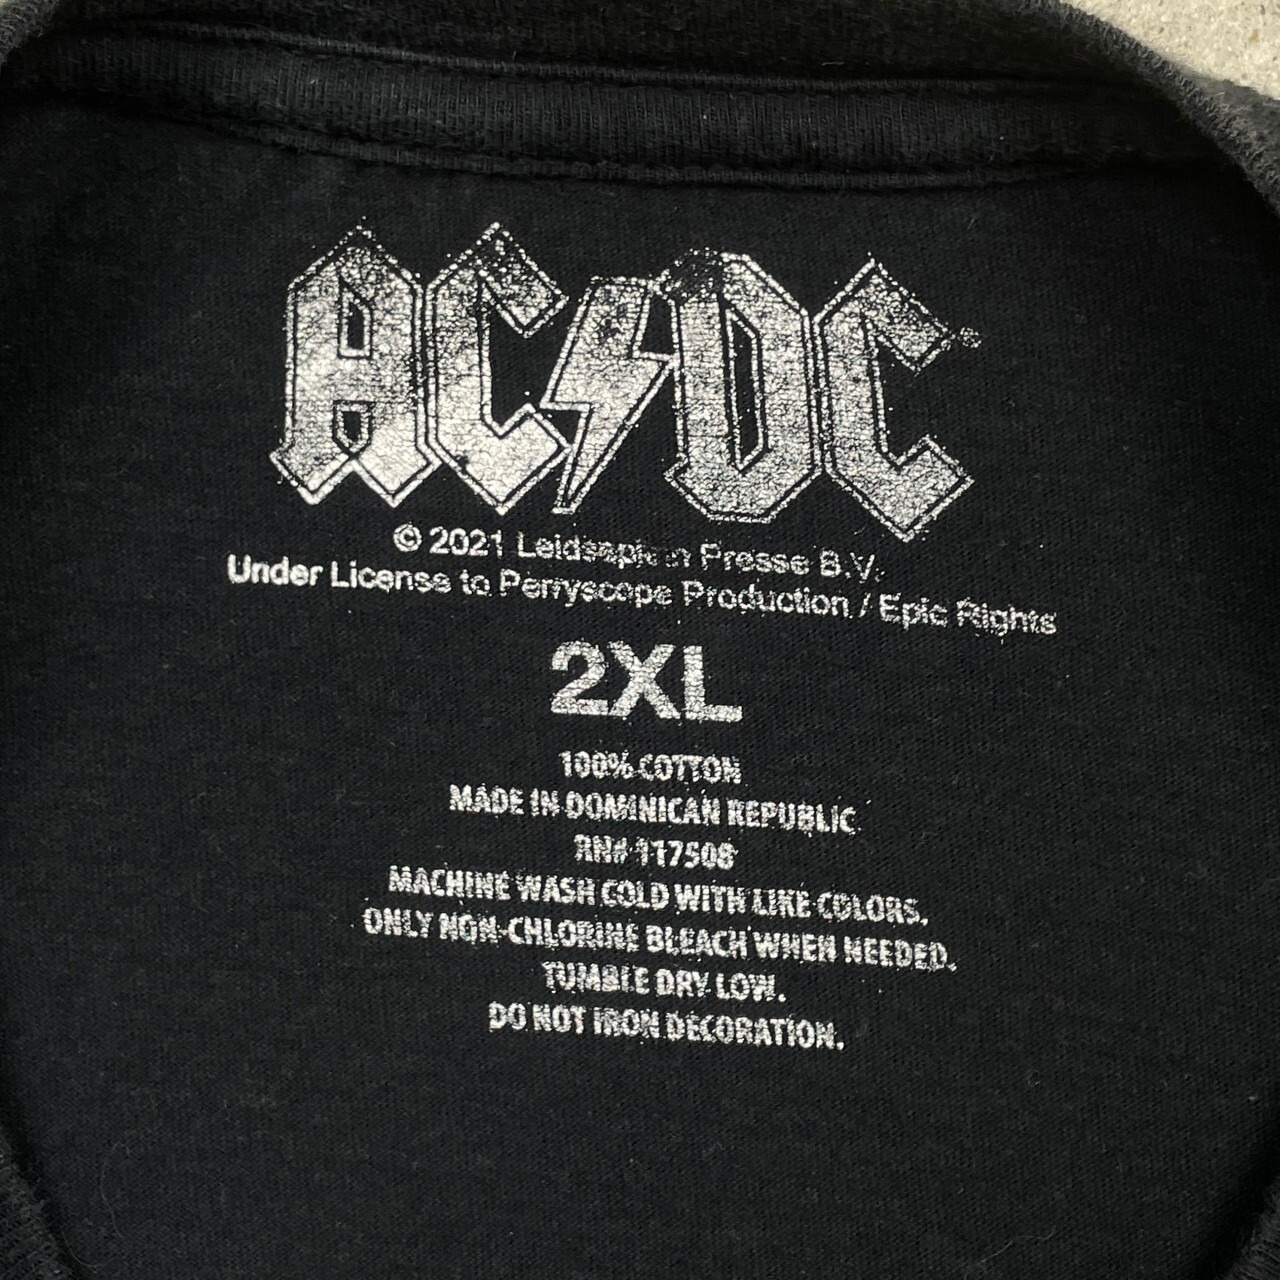 AC/DC
© 2021 Leidseplein Presse B.V.
Under License to Perryscope Production / Epic Rights
2XL
100% COTTON
MADE IN DOMINICAN REPUBLIC
RN# 117508
MACHINE WASH COLD WITH LIKE COLORS.
ONLY NON-CHLORINE BLEACH WHEN NEEDED.
TUMBLE DRY LOW.
DO NOT IRON DECORATION.